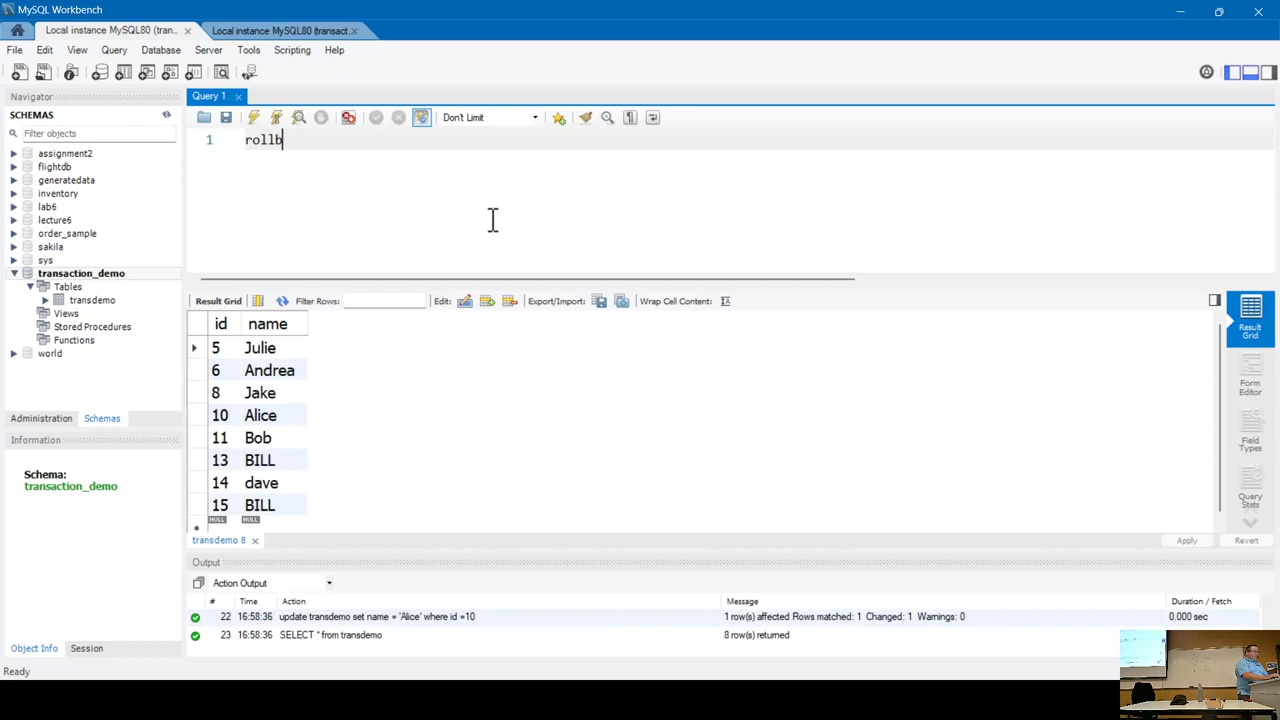 MySQL Workbench
Local instance MySQL80 (tran... × Local instance MySQL80 (transact... ×
File Edit View Query Database Server Tools Scripting Help
Navigator
SCHEMAS
Filter objects
assignment2
flightdb
generatedata
inventory
lab6
lecture6
order_sample
sakila
sys
transaction_demo
Tables
transdemo
Views
Stored Procedures
Functions
world
Administration Schemas
Information
Schema:
transaction_demo
Object Info Session
Ready
Query 1 ×
Don't Limit
1 rollb
Result Grid Filter Rows: Edit: Export/Import: Wrap Cell Content:
id name
5 Julie
6 Andrea
8 Jake
10 Alice
11 Bob
13 BILL
14 dave
15 BILL
NULL NULL
Result
Grid
Form
Editor
Field
Types
Query
Stats
transdemo 8 × Apply Revert
Output
Action Output
# Time Action Message Duration / Fetch
22 16:58:36 update transdemo set name = 'Alice' where id =10 1 row(s) affected Rows matched: 1 Changed: 1 Warnings: 0 0.000 sec
23 16:58:36 SELECT * from transdemo 8 row(s) returned